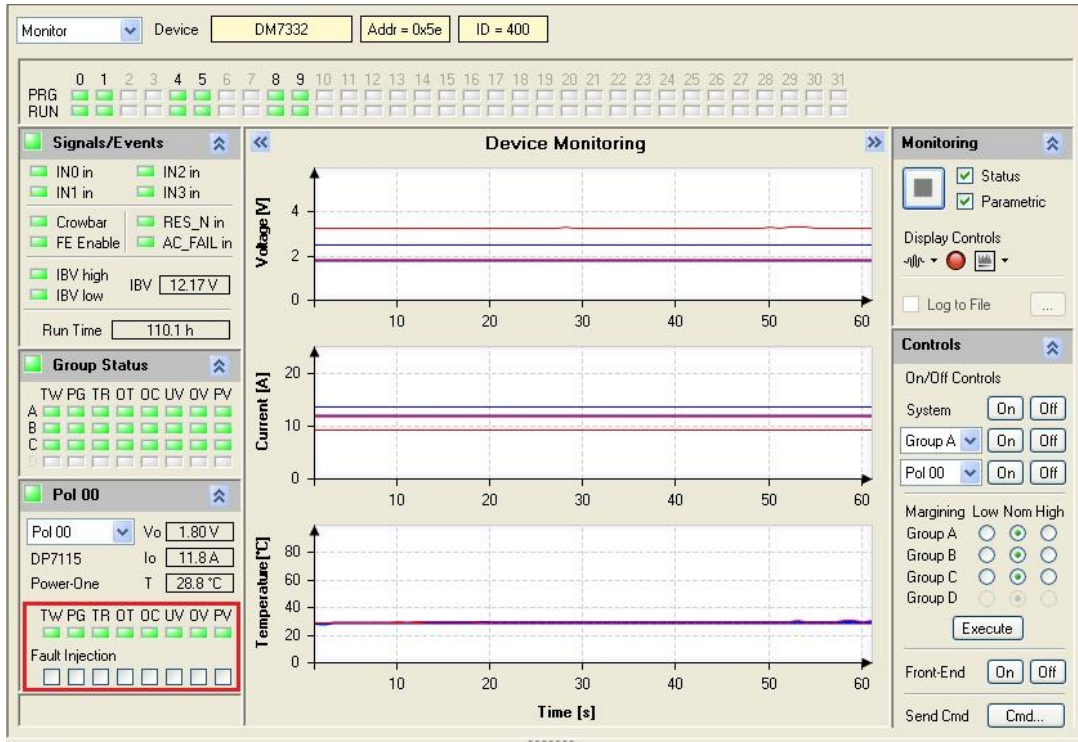 Monitor Device DM7332 Addr = 0x5e ID = 400
0 1 2 3 4 5 6 7 8 9 10 11 12 13 14 15 16 17 18 19 20 21 22 23 24 25 26 27 28 29 30 31
PRG
RUN
Signals/Events
IN0 in IN2 in
IN1 in IN3 in
Crowbar RES_N in
FE Enable AC_FAIL in
IBV high
IBV low
IBV 12.17 V
Run Time 110.1 h
Group Status
TW PG TR OT OC UV OV PV
A
B
C
D
Pol 00
Pol 00 Vo 1.80 V
DP7115 Io 11.8 A
Power-One T 28.8 °C
TW PG TR OT OC UV OV PV
Fault Injection
Device Monitoring
Voltage [V]
4
2
0
10 20 30 40 50 60
Current [A]
20
10
0
10 20 30 40 50 60
Temperature [°C]
80
60
40
20
0
10 20 30 40 50 60
Time [s]
Monitoring
Status
Parametric
Display Controls
Log to File ...
Controls
On/Off Controls
System On Off
Group A On Off
Pol 00 On Off
Margining Low Nom High
Group A
Group B
Group C
Group D
Execute
Front-End On Off
Send Cmd Cmd...